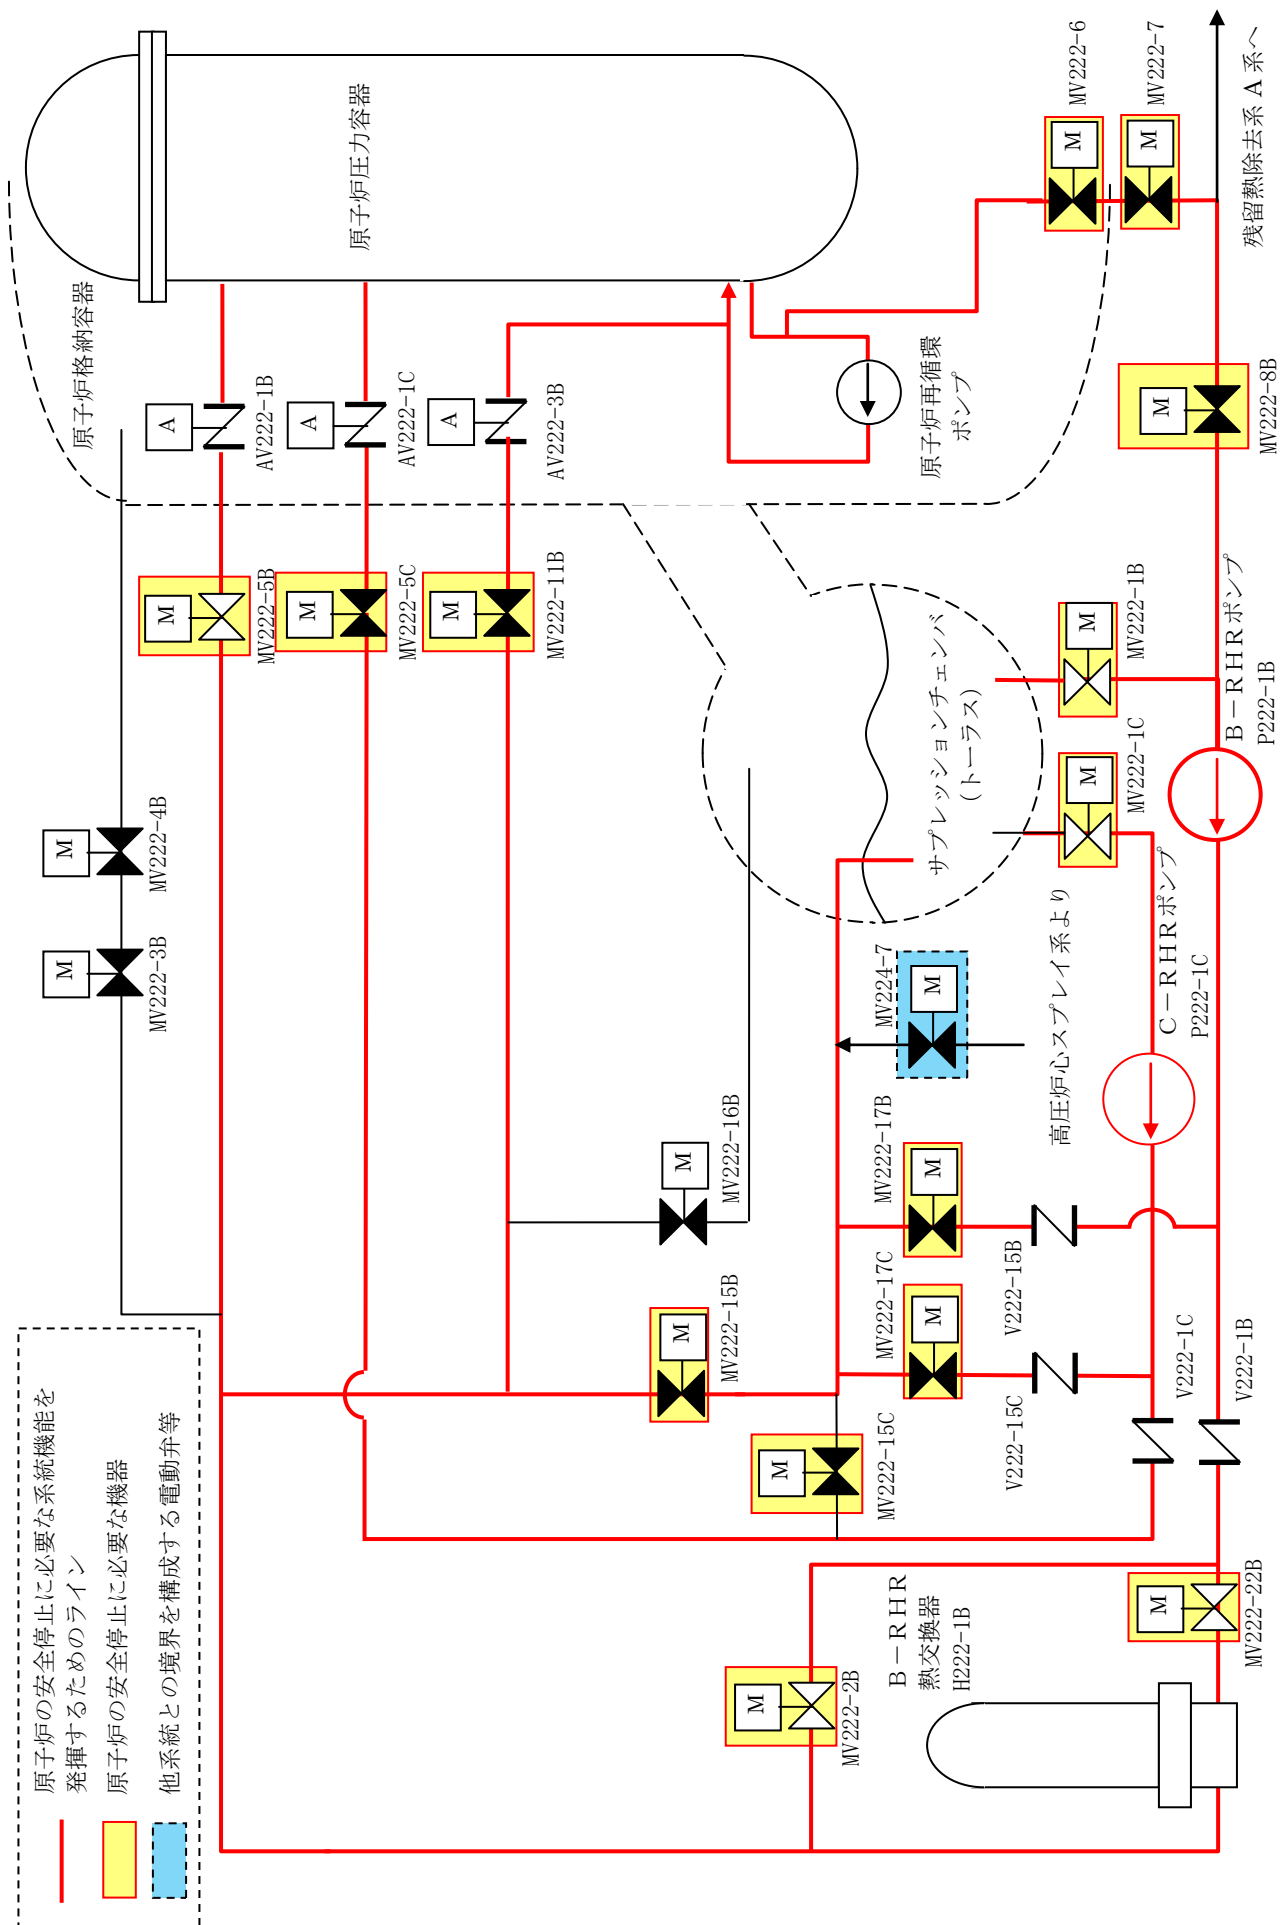 原子炉の安全停止に必要な系統機能を
発揮するためのライン
原子炉の安全停止に必要な機器
他系統との境界を構成する電動弁等
M
MV222-3B
M
MV222-4B
原子炉格納容器
M
MV222-5B
A
AV222-1B
M
MV222-5C
A
AV222-1C
M
MV222-11B
A
AV222-3B
原子炉圧力容器
M
MV222-16B
M
MV222-15B
M
MV222-15C
M
MV222-2B
B-RHR
熱交換器
H222-1B
M
MV222-22B
M
MV222-17C
M
MV222-17B
M
MV224-7
高圧炉心スプレイ系より
サプレッションチェンバ
(トーラス)
原子炉再循環
ポンプ
V222-15C
V222-15B
V222-1C
V222-1B
C-RHRポンプ
P222-1C
M
MV222-1C
M
MV222-1B
B-RHRポンプ
P222-1B
M
MV222-8B
M
MV222-6
M
MV222-7
残留熱除去系 A 系へ